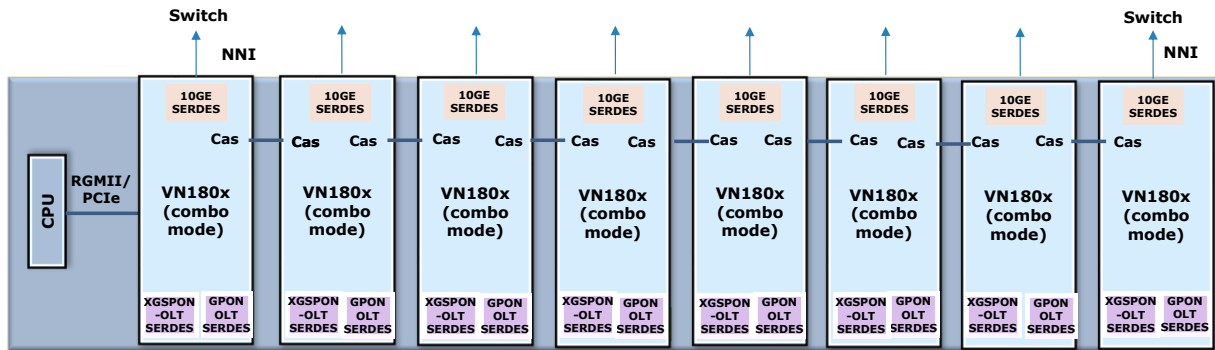 Switch
Switch
NNI
NNI
10GE
SERDES
10GE
SERDES
10GE
SERDES
10GE
SERDES
10GE
SERDES
10GE
SERDES
10GE
SERDES
10GE
SERDES
Cas
Cas
Cas
Cas
Cas
Cas
Cas
Cas
Cas
Cas
Cas
Cas
Cas
Cas
CPU
RGMII/
PCIe
VN180x
(combo
mode)
VN180x
(combo
mode)
VN180x
(combo
mode)
VN180x
(combo
mode)
VN180x
(combo
mode)
VN180x
(combo
mode)
VN180x
(combo
mode)
VN180x
(combo
mode)
XGSPON
-OLT
SERDES
GPON
OLT
SERDES
XGSPON
-OLT
SERDES
GPON
OLT
SERDES
XGSPON
-OLT
SERDES
GPON
OLT
SERDES
XGSPON
-OLT
SERDES
GPON
OLT
SERDES
XGSPON
-OLT
SERDES
GPON
OLT
SERDES
XGSPON
-OLT
SERDES
GPON
OLT
SERDES
XGSPON
-OLT
SERDES
GPON
OLT
SERDES
XGSPON
-OLT
SERDES
GPON
OLT
SERDES